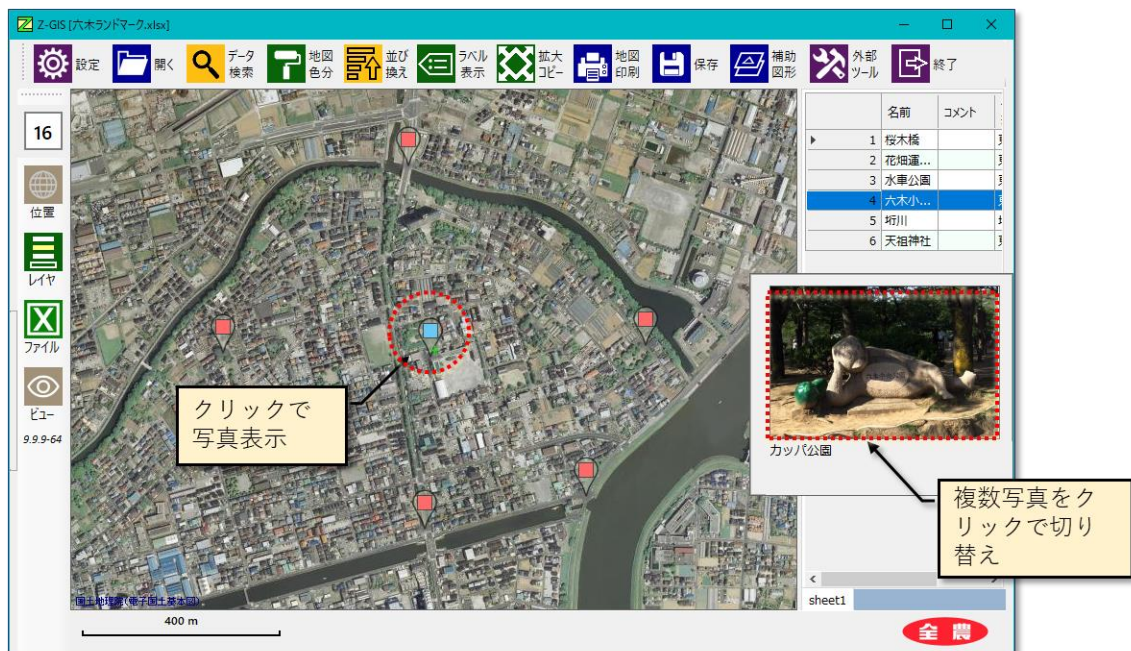 Z-GIS [六木ランドマーク.xlsx]
設定
開く
データ
検索
地図
色分
並び
換え
ラベル
表示
拡大
コピー
地図
印刷
保存
補助
図形
外部
ツール
終了
16
位置
レイヤ
ファイル
ビュー
9.9.9-64
名前
コメント
1 桜木橋
2 花畑運...
3 水車公園
4 六木小...
5 垳川
6 天祖神社
クリックで
写真表示
カッパ公園
複数写真をク
リックで切り
替え
国土地理院(電子国土基本図)
400 m
sheet1
全農